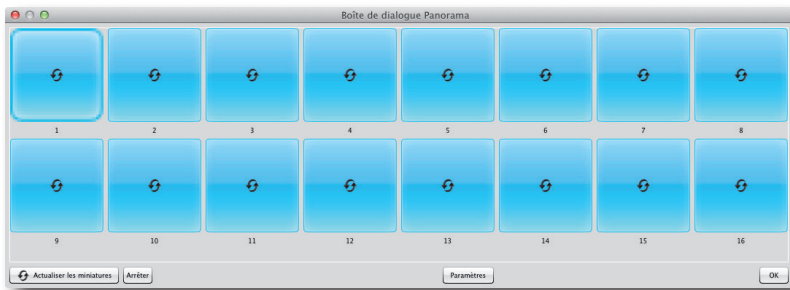 Boîte de dialogue Panorama
1 2 3 4 5 6 7 8
9 10 11 12 13 14 15 16
Actualiser les miniatures Arrêter Paramètres OK